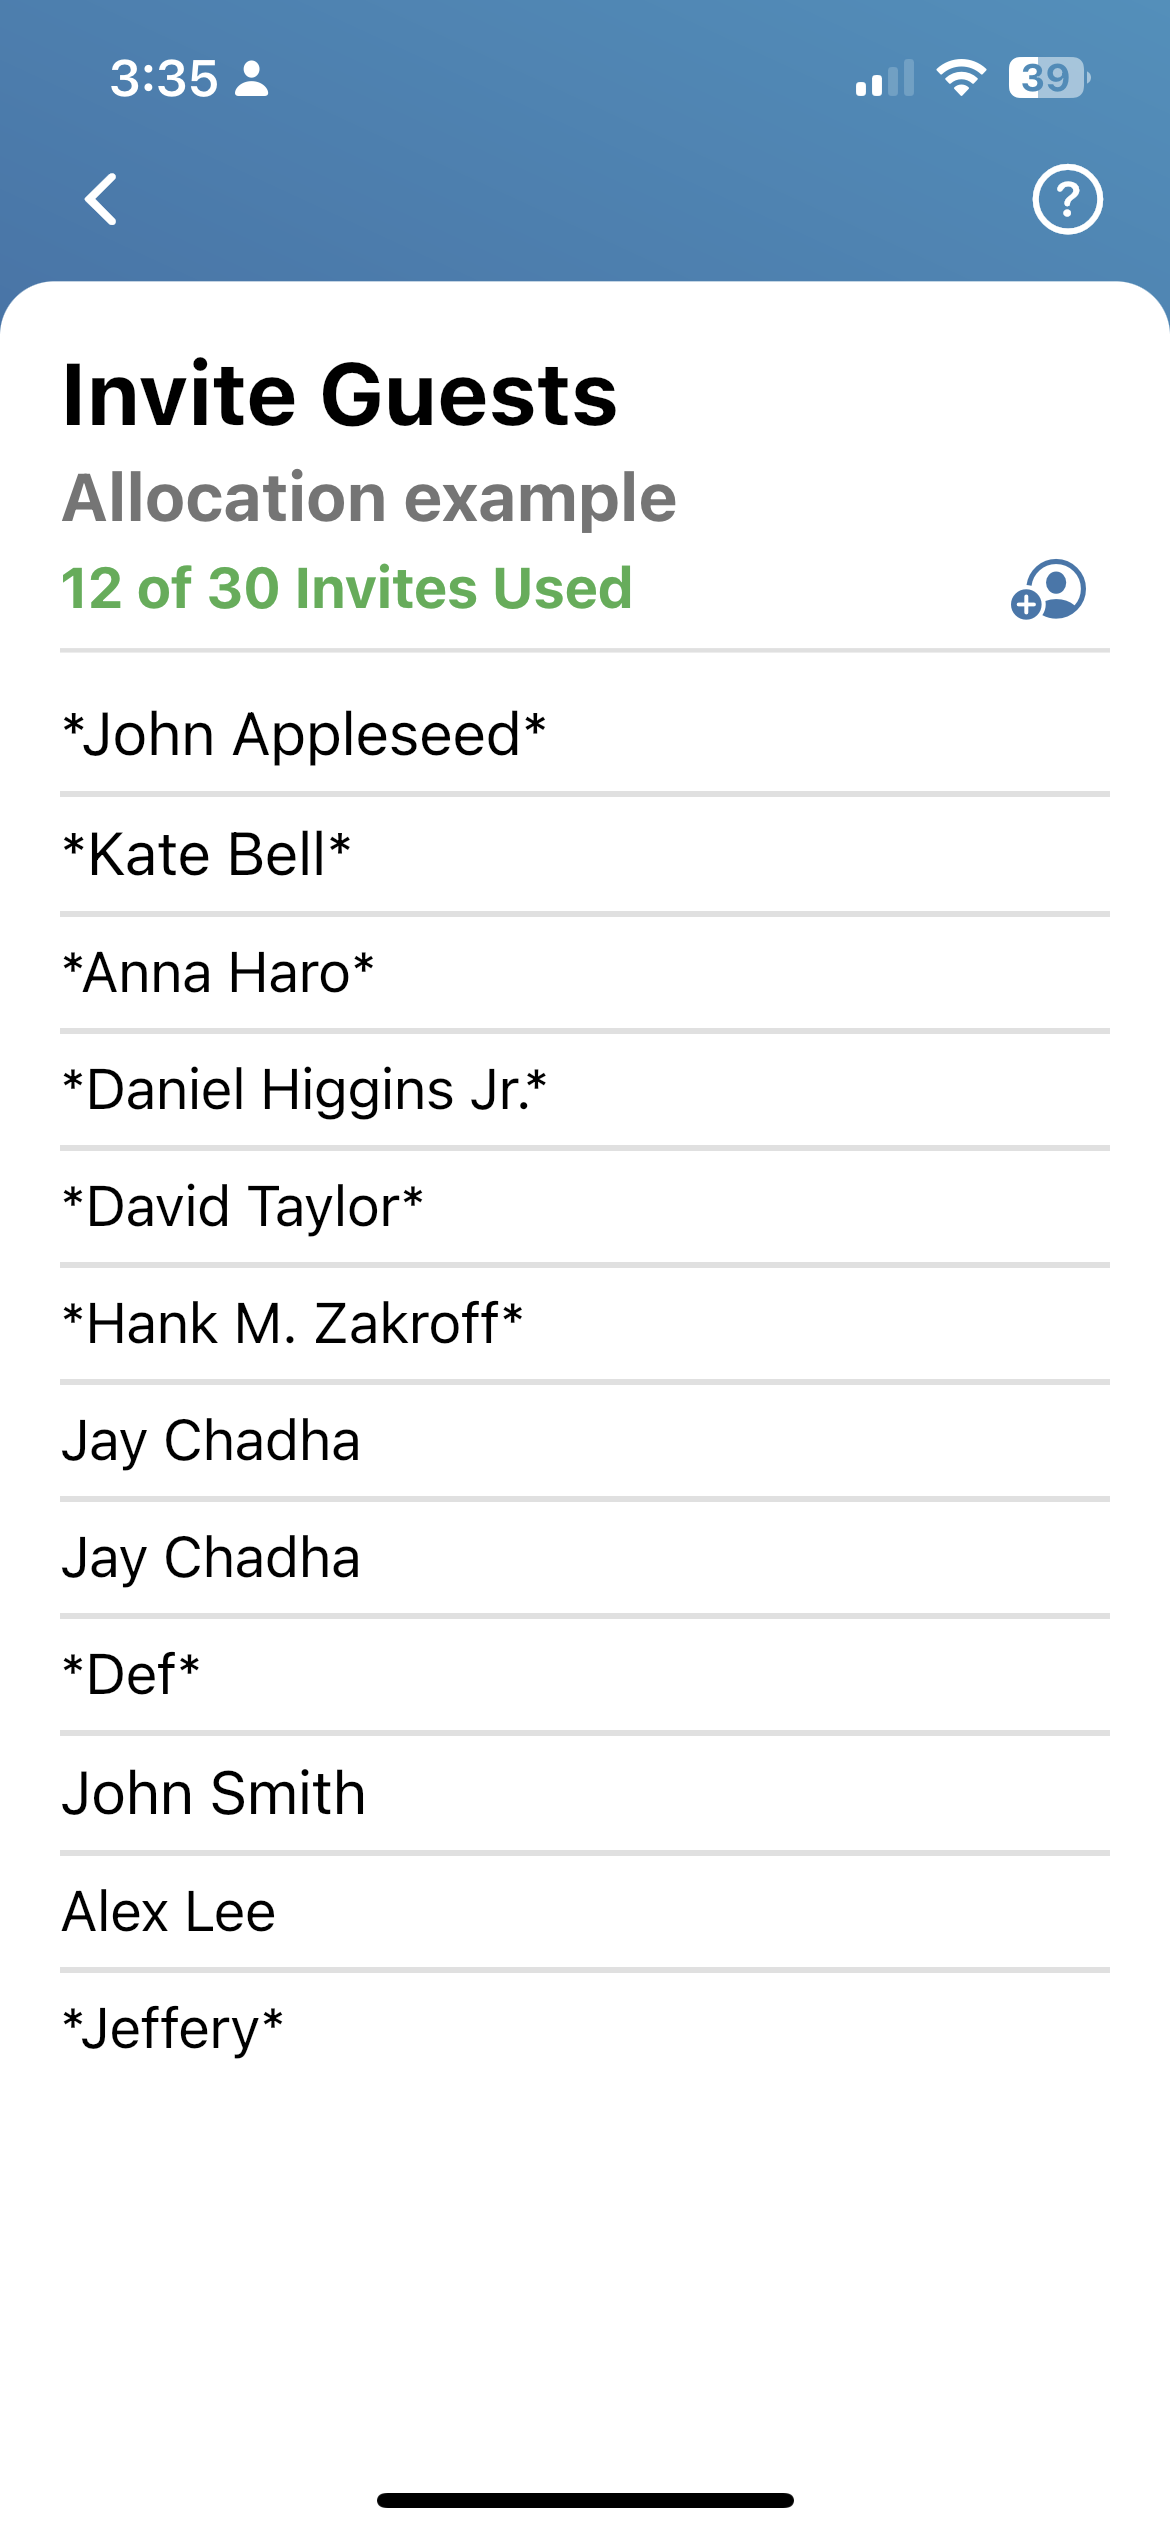 3:35
39
?
Invite Guests
Allocation example
12 of 30 Invites Used
*John Appleseed*
*Kate Bell*
*Anna Haro*
*Daniel Higgins Jr.*
*David Taylor*
*Hank M. Zakroff*
Jay Chadha
Jay Chadha
*Def*
John Smith
Alex Lee
*Jeffery*